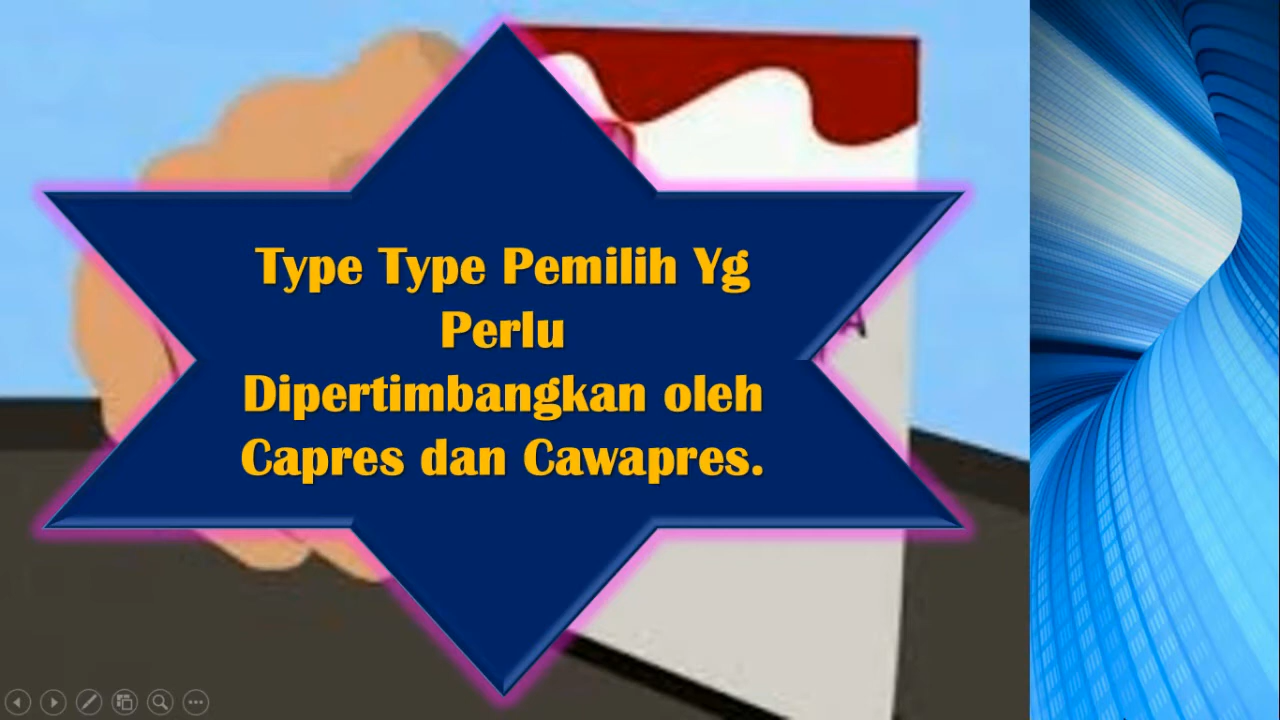 Type Type Pemilih Yg
Perlu
Dipertimbangkan oleh
Capres dan Cawapres.